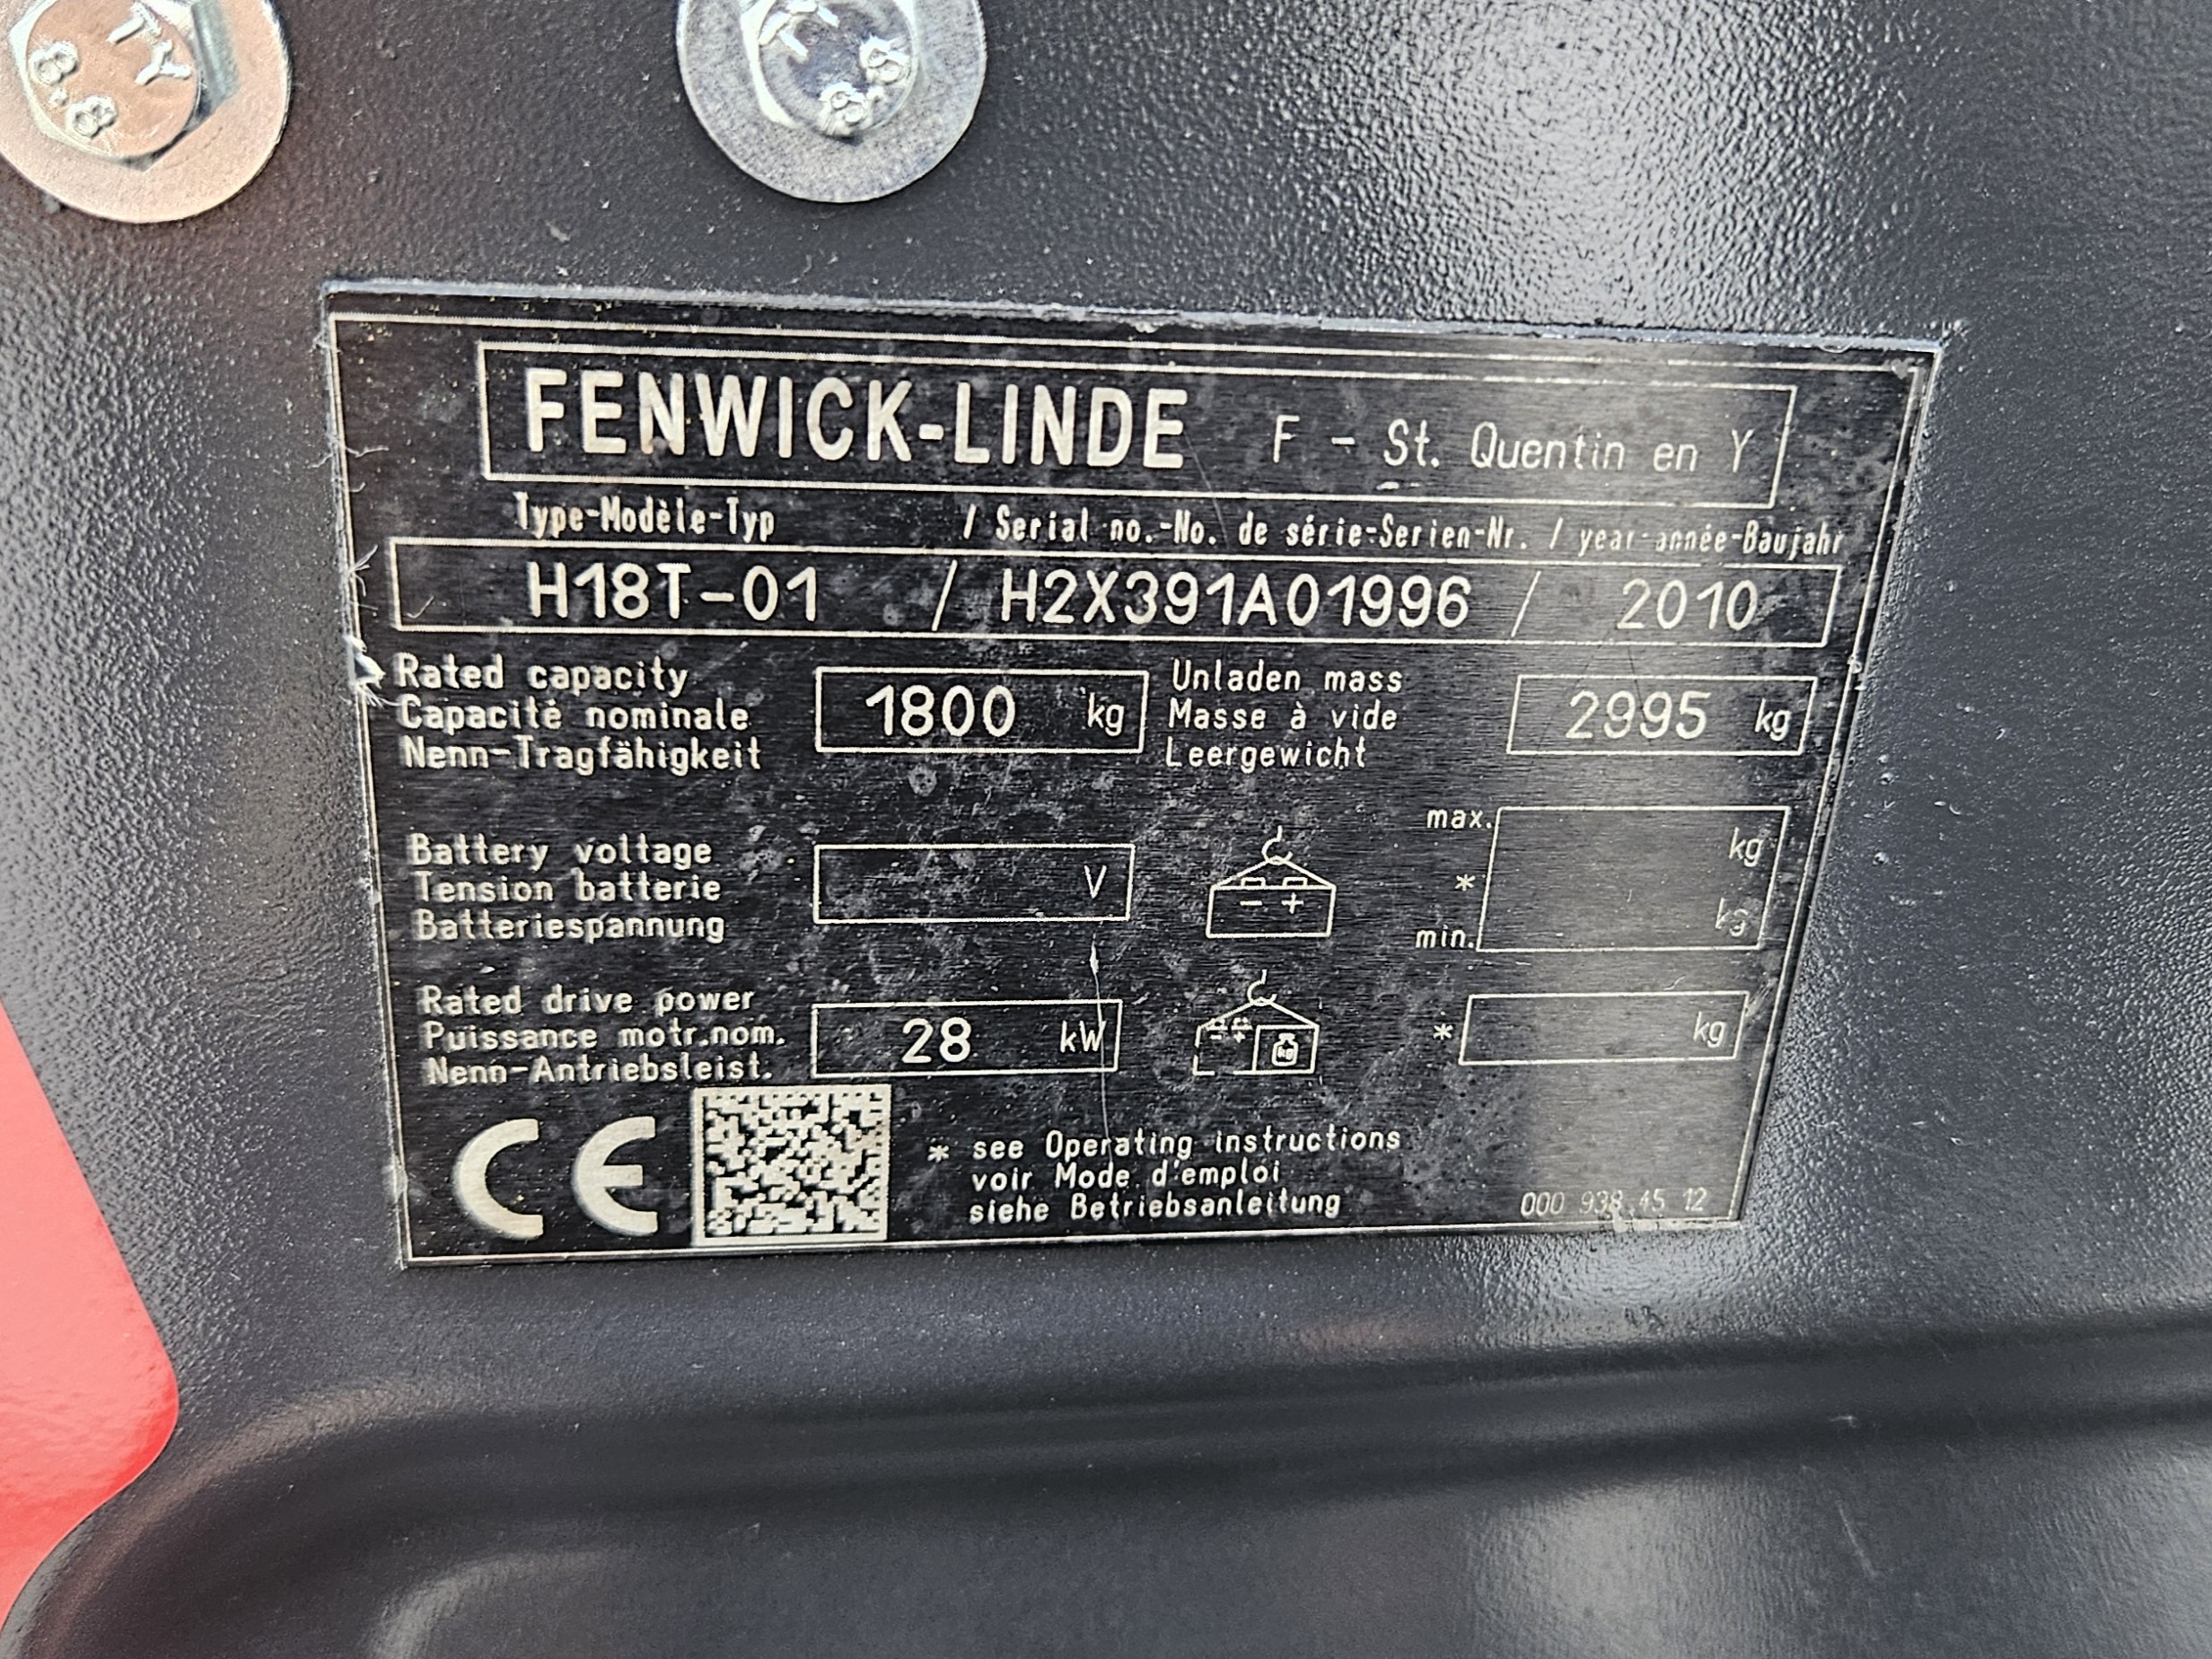 TY
8.8
TY
8.8
FENWICK-LINDE F - St. Quentin en Y
Type-Modèle-Typ / Serial no.-No. de série-Serien-Nr. / year-année-Baujahr
H18T-01 / H2X391A01996 / 2010
Rated capacity
Capacité nominale
Nenn-Tragfähigkeit
1800 kg
Unladen mass
Masse à vide
Leergewicht
2995 kg
Battery voltage
Tension batterie
Batteriespannung
V
- +
max. kg
*
min. kg
Rated drive power
Puissance motr.nom.
Nenn-Antriebsleist.
28 kW
- + kg
* kg
CE
* see Operating instructions
voir Mode d'emploi
siehe Betriebsanleitung
000 938 45 12